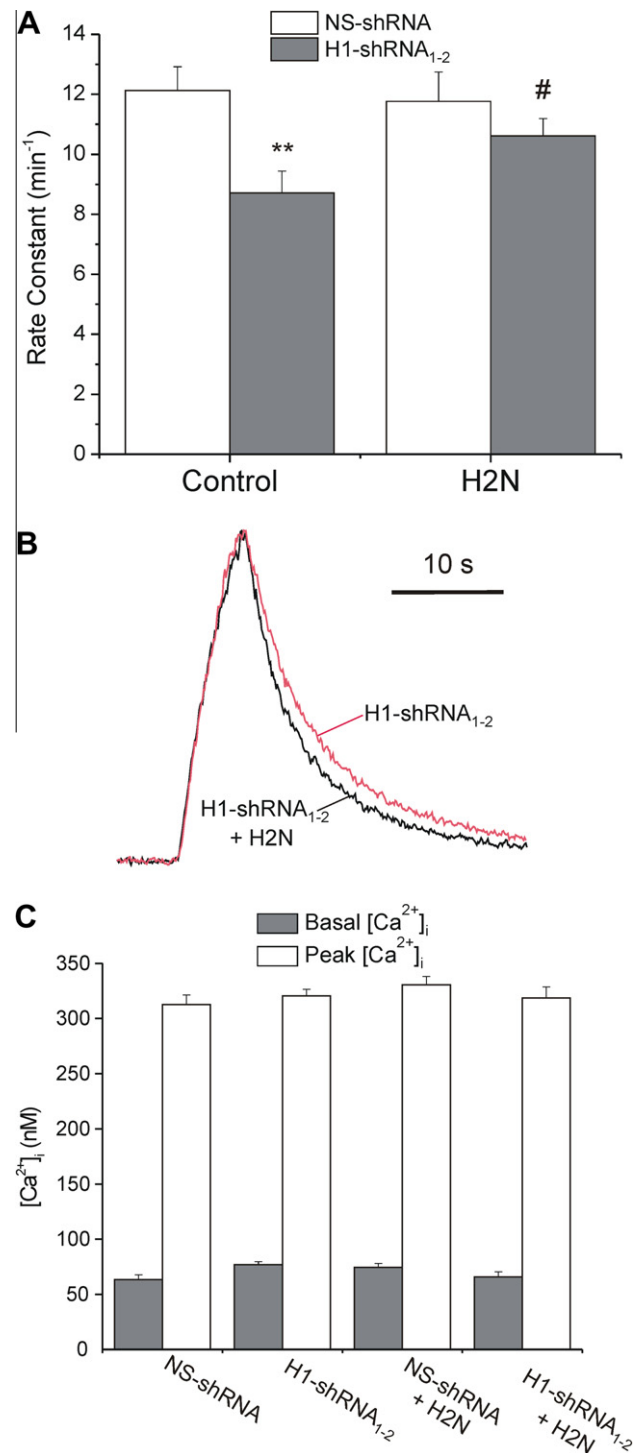 A
NS-shRNA
H1-shRNA₁₋₂
14
12
10
8
6
4
2
0
Rate Constant (min⁻¹)
**
#
Control
H2N
B
10 s
H1-shRNA₁₋₂
H1-shRNA₁₋₂
+ H2N
C
Basal [Ca²⁺]ᵢ
Peak [Ca²⁺]ᵢ
350
300
250
200
150
100
50
0
[Ca²⁺]ᵢ (nM)
NS-shRNA
H1-shRNA₁₋₂
NS-shRNA
+ H2N
H1-shRNA₁₋₂
+ H2N